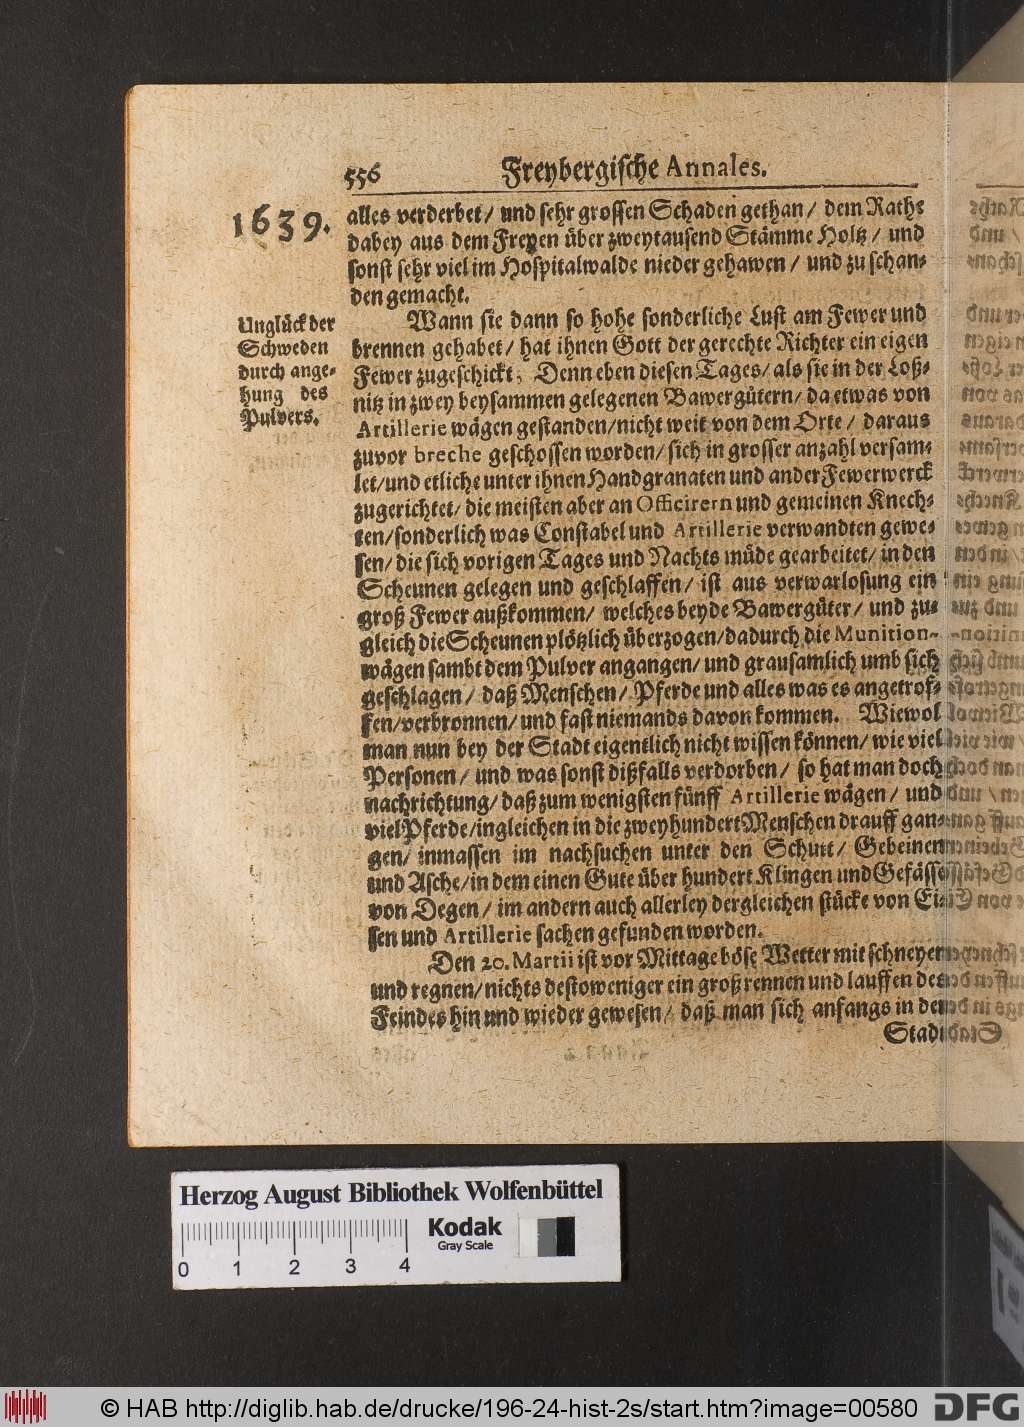 556 Freybergische Annales.
1639.
alles verderbet/ und sehr grossen Schaden gethan/ dem Raths
dabey aus dem Freyen über zweytausend Stämme Holtz/ und
sonst sehr viel im Hospitalwalde nieder gehawen/ und zu schan-
den gemacht.
Unglück der
Schweden
durch ange-
hung des
Pulvers.
Wann sie dann so hohe sonderliche Lust am Fewer und
brennen gehabet/ hat ihnen Gott der gerechte Richter ein eigen
Fewer zugeschickt, Denn eben diesen Tages/ als sie in der Loß-
nitz in zwey beysammen gelegenen Bawergütern/ da etwas von
Artillerie wägen gestanden/nicht weit von dem Orte/ daraus
zuvor breche geschossen worden/ sich in grosser anzahl versam-
let/und etliche unter ihnen Handgranaten und ander Fewerwerck
zugerichtet/ die meisten aber an Officirern und gemeinen Knech-
ten/sonderlich was Constabel und Artillerie verwandten gewe-
sen/ die sich vorigen Tages und Nachts müde gearbeitet/ in den
Scheunen gelegen und geschlaffen/ ist aus verwarlosung ein
groß Fewer außkommen/ welches beyde Bawergüter/ und zu-
gleich die Scheunen plötzlich überzogen/dadurch die Munition-
wägen sambt dem Pulver angangen/ und grausamlich umb sich
geschlagen/ daß Menschen/ Pferde und alles was es angetrof-
fen/verbronnen/ und fast niemands davon kommen. Wiewol
man nun bey der Stadt eigentlich nicht wissen können/ wie viel
Personen/ und was sonst dißfalls verdorben/ so hat man doch
nachrichtung/ daß zum wenigsten fünff Artillerie wägen/ und
viel Pferde/ingleichen in die zweyhundert Menschen drauff gan-
gen/ inmassen im nachsuchen unter den Schutt/ Gebeinen
und Asche/in dem einen Gute über hundert Klingen und Gefässe
von Degen/ im andern auch allerley dergleichen stücke von Ei-
sen und Artillerie sachen gefunden worden.
Den 20. Martii ist vor Mittage böse Wetter mit schneyen
und regnen/nichts destoweniger ein groß rennen und lauffen des
Feindes hin und wieder gewesen/ daß man sich anfangs in der
Stadt
Herzog August Bibliothek Wolfenbüttel
Kodak
Gray Scale
0 1 2 3 4
© HAB http://diglib.hab.de/drucke/196-24-hist-2s/start.htm?image=00580
DFG